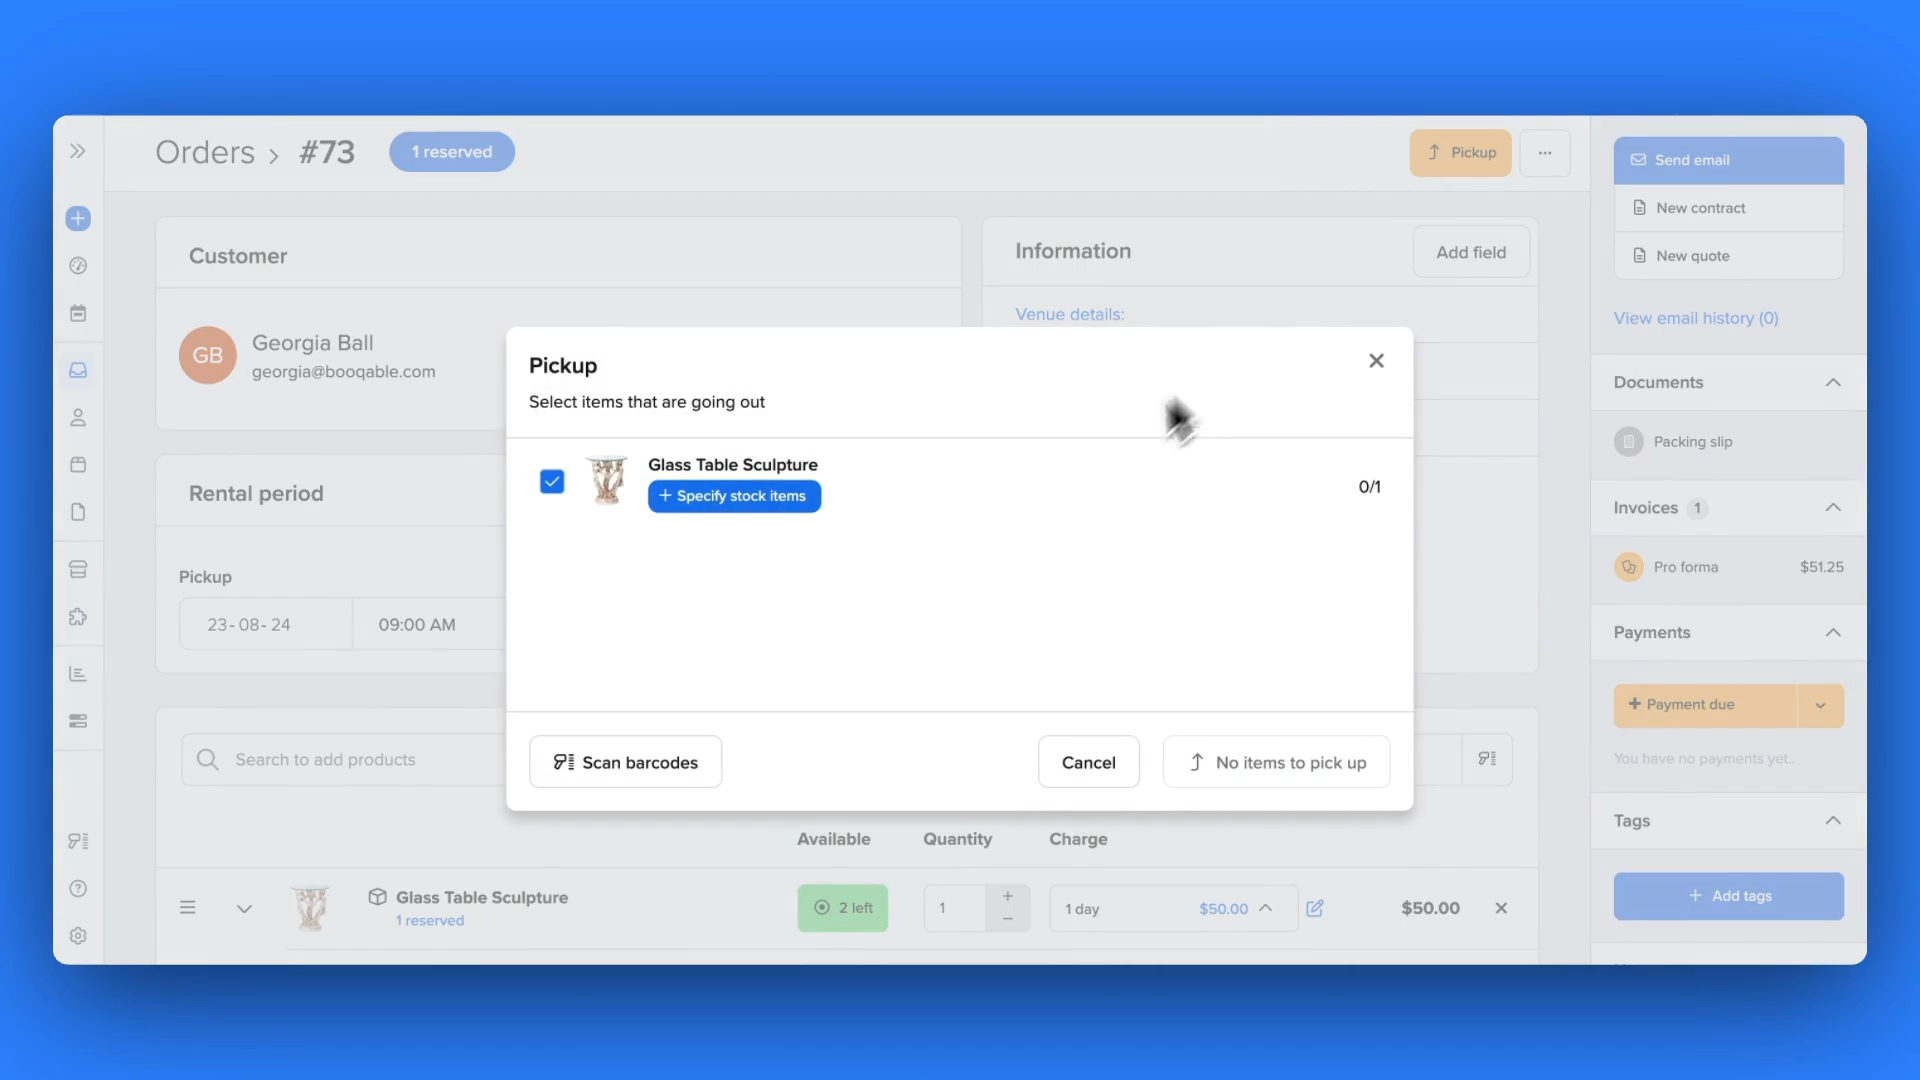 Orders › #73
1 reserved
Pickup
...
Send email
New contract
New quote
View email history (0)
Customer
GB
Georgia Ball
georgia@booqable.com
Information
Add field
Venue details:
Pickup
Select items that are going out
Glass Table Sculpture
+ Specify stock items
0/1
Scan barcodes
Cancel
No items to pick up
Rental period
Pickup
23-08-24
09:00 AM
Search to add products
Available
Quantity
Charge
Glass Table Sculpture
1 reserved
2 left
1
+
−
1 day
$50.00
$50.00
Documents
Packing slip
Invoices 1
Pro forma
$51.25
Payments
+ Payment due
You have no payments yet..
Tags
+ Add tags